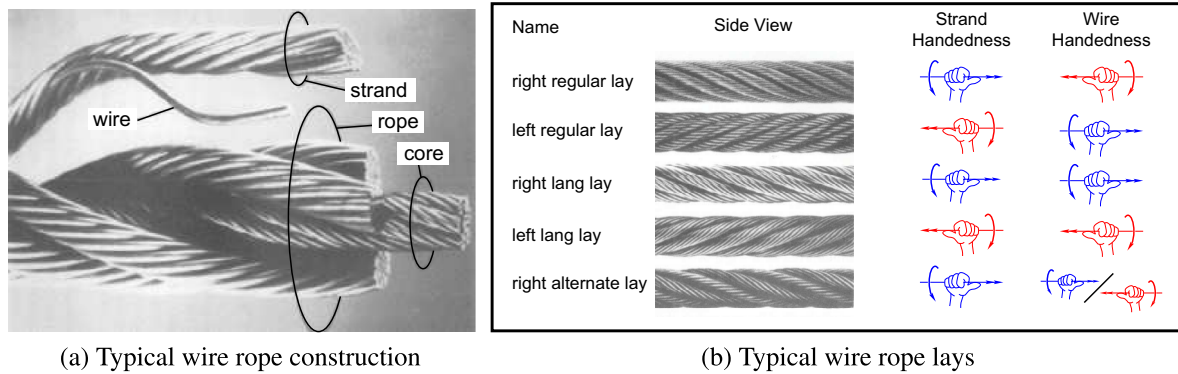 strand
wire
rope
core
(a) Typical wire rope construction
Name
Side View
Strand
Handedness
Wire
Handedness
right regular lay
left regular lay
right lang lay
left lang lay
right alternate lay
(b) Typical wire rope lays